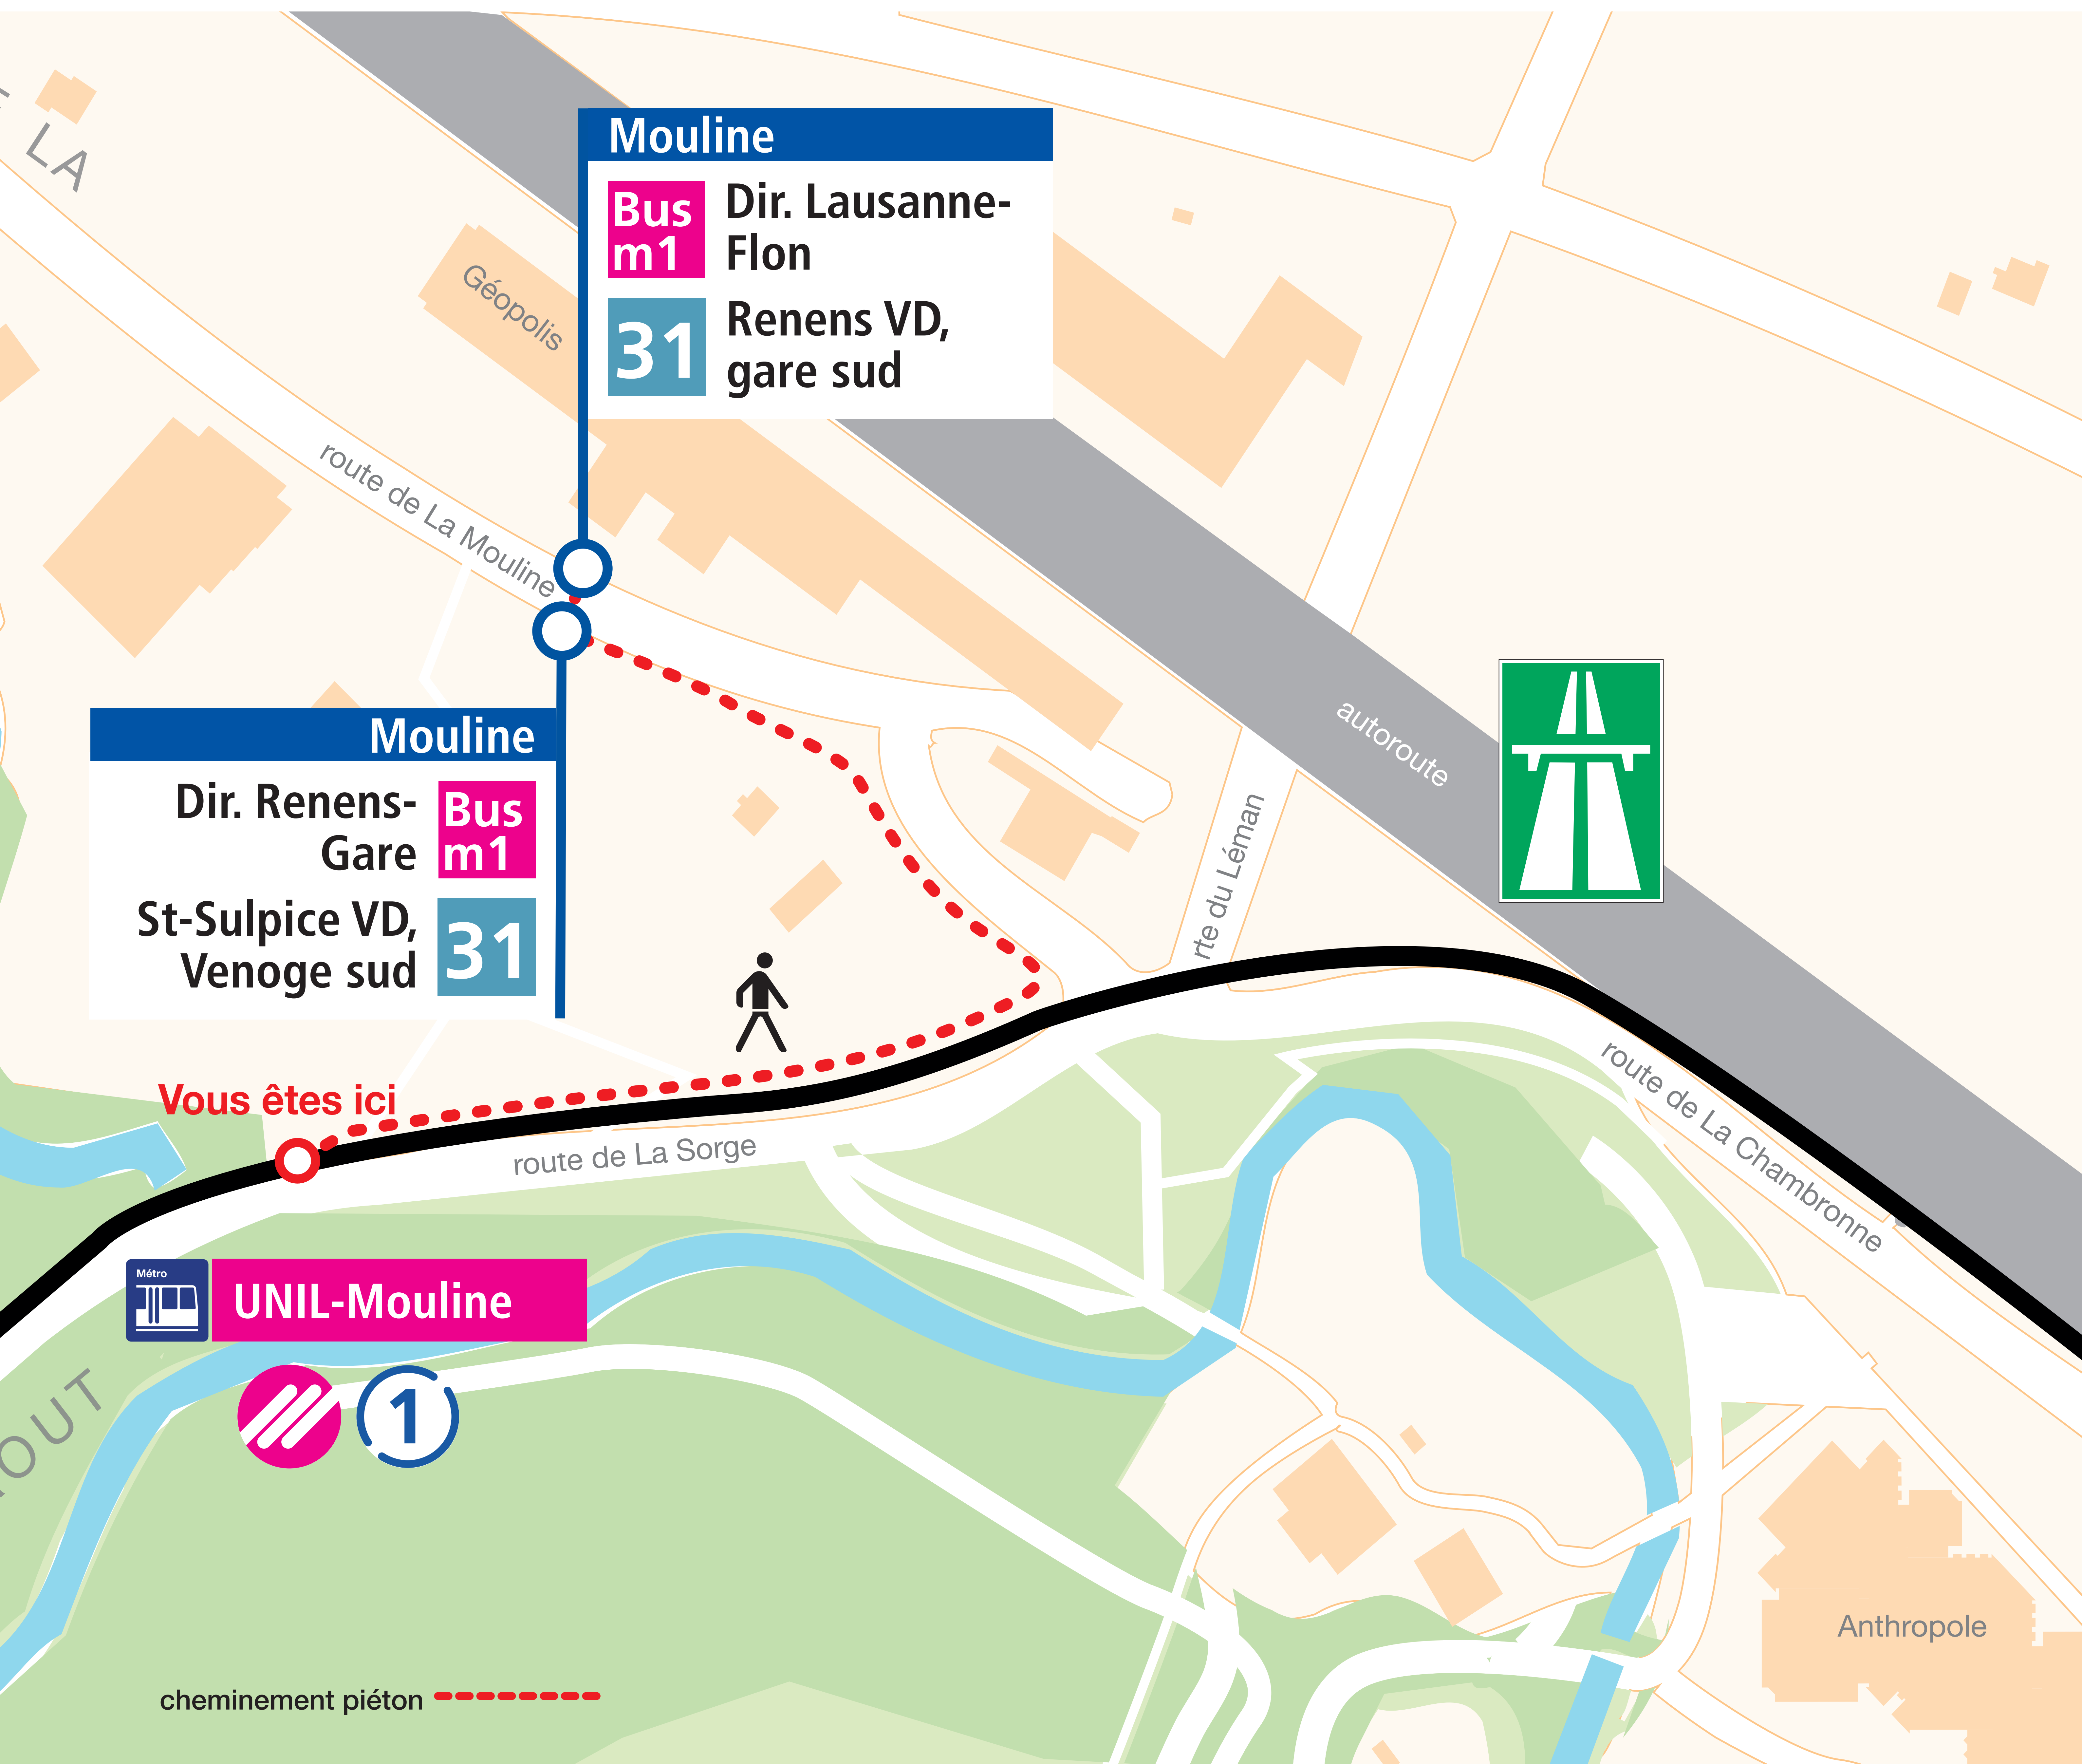 LA
Mouline
Bus
m1
Dir. Lausanne-
Flon
31
Renens VD,
gare sud
Géopolis
route de La Mouline
Mouline
Dir. Renens-
Gare
Bus
m1
St-Sulpice VD,
Venoge sud
31
autoroute
rte du Léman
Vous êtes ici
route de La Sorge
route de La Chambronne
Métro
UNIL-Mouline
1
OUT
Anthropole
cheminement piéton